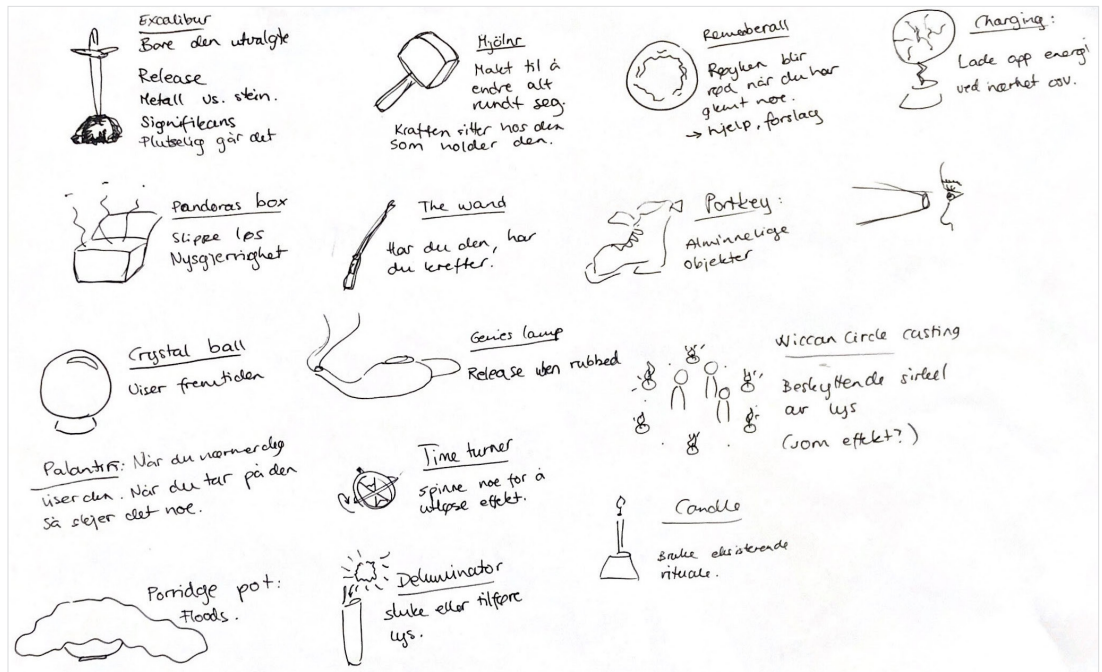 Excalibur
Bare den utvalgte
Release
Metall vs. stein.
Signifikans
Plutselig går det
Mjölnr
Makt til å
endre alt
rundt seg.
Kraften sitter hos den
som holder den.
Rememberall
Røyken blir
rød når du har
glemt noe.
→ hjelp, forslag
Charging:
Lade opp energi
ved nærhet osv.
Pandoras box
Slippe løs
Nysgjerrighet
The wand
Har du den, har
du krefter.
Portkey:
Alminnelige
objekter
Crystal ball
Viser fremtiden
Genies lamp
Release when rubbed
Wiccan Circle casting
Beskyttende sirkel
av lys
(som effekt?)
Palantir: Når du nærmer deg
viser den. Når du tar på den
så skjer det noe.
Time turner
spinne noe for å
utløse effekt.
Candle
Bruke eksisterende
rituale.
Porridge pot:
Floods.
Deluminator
sluke eller tilføre
lys.